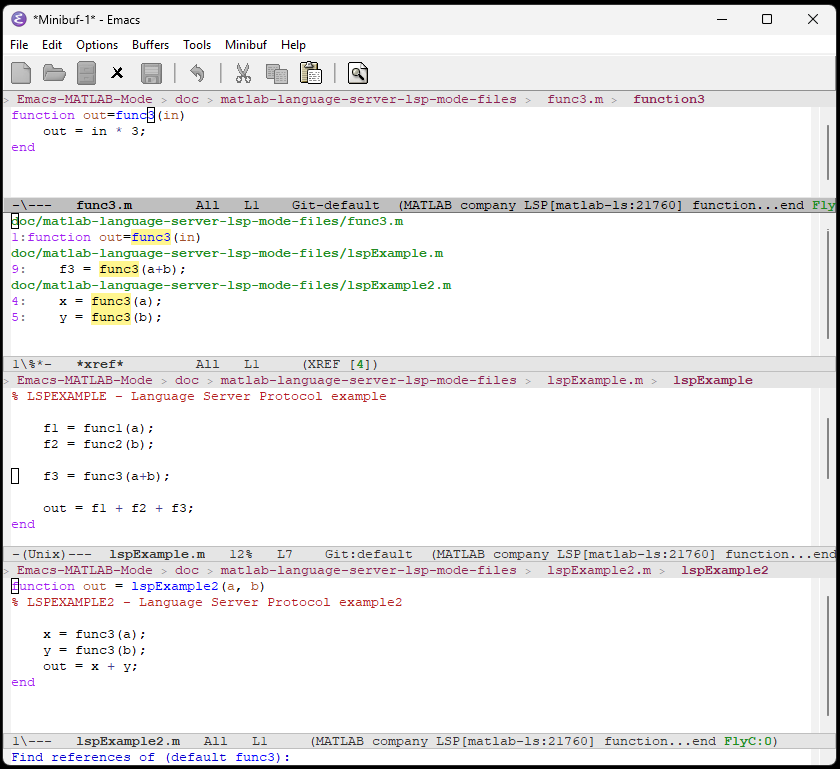 *Minibuf-1* - Emacs
File Edit Options Buffers Tools Minibuf Help
> Emacs-MATLAB-Mode > doc > matlab-language-server-lsp-mode-files > func3.m > function3
function out=func3(in)
    out = in * 3;
end
-\--- func3.m All L1 Git-default (MATLAB company LSP[matlab-ls:21760] function...end Fly
doc/matlab-language-server-lsp-mode-files/func3.m
1:function out=func3(in)
doc/matlab-language-server-lsp-mode-files/lspExample.m
9:    f3 = func3(a+b);
doc/matlab-language-server-lsp-mode-files/lspExample2.m
4:    x = func3(a);
5:    y = func3(b);
1\%*- *xref* All L1 (XREF [4])
> Emacs-MATLAB-Mode > doc > matlab-language-server-lsp-mode-files > lspExample.m > lspExample
% LSPEXAMPLE - Language Server Protocol example
    f1 = func1(a);
    f2 = func2(b);
    f3 = func3(a+b);
    out = f1 + f2 + f3;
end
-(Unix)--- lspExample.m 12% L7 Git:default (MATLAB company LSP[matlab-ls:21760] function...end
> Emacs-MATLAB-Mode > doc > matlab-language-server-lsp-mode-files > lspExample2.m > lspExample2
function out = lspExample2(a, b)
% LSPEXAMPLE2 - Language Server Protocol example2
    x = func3(a);
    y = func3(b);
    out = x + y;
end
1\--- lspExample2.m All L1 (MATLAB company LSP[matlab-ls:21760] function...end FlyC:0)
Find references of (default func3):